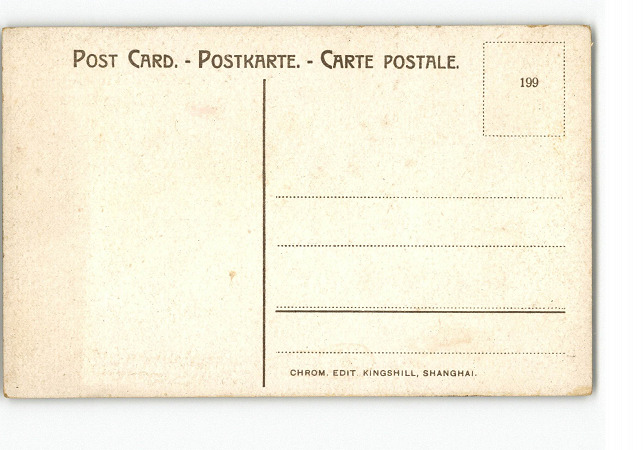 POST CARD. - POSTKARTE. - CARTE POSTALE.
199
CHROM. EDIT. KINGSHILL, SHANGHAI.